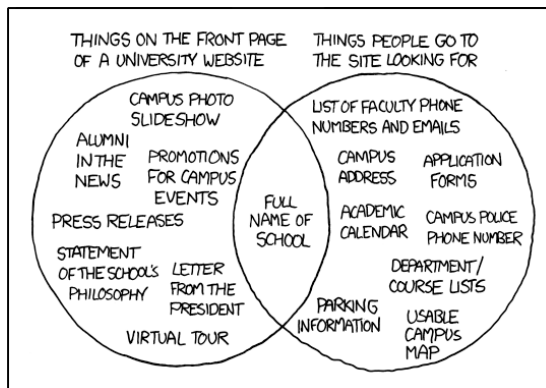 THINGS ON THE FRONT PAGE
OF A UNIVERSITY WEBSITE
THINGS PEOPLE GO TO
THE SITE LOOKING FOR
CAMPUS PHOTO
SLIDESHOW
ALUMNI
IN THE
NEWS
PROMOTIONS
FOR CAMPUS
EVENTS
PRESS RELEASES
STATEMENT
OF THE SCHOOL'S
PHILOSOPHY
LETTER
FROM THE
PRESIDENT
VIRTUAL TOUR
FULL
NAME OF
SCHOOL
LIST OF FACULTY PHONE
NUMBERS AND EMAILS
CAMPUS
ADDRESS
APPLICATION
FORMS
ACADEMIC
CALENDAR
CAMPUS POLICE
PHONE NUMBER
DEPARTMENT/
COURSE LISTS
PARKING
INFORMATION
USABLE
CAMPUS
MAP